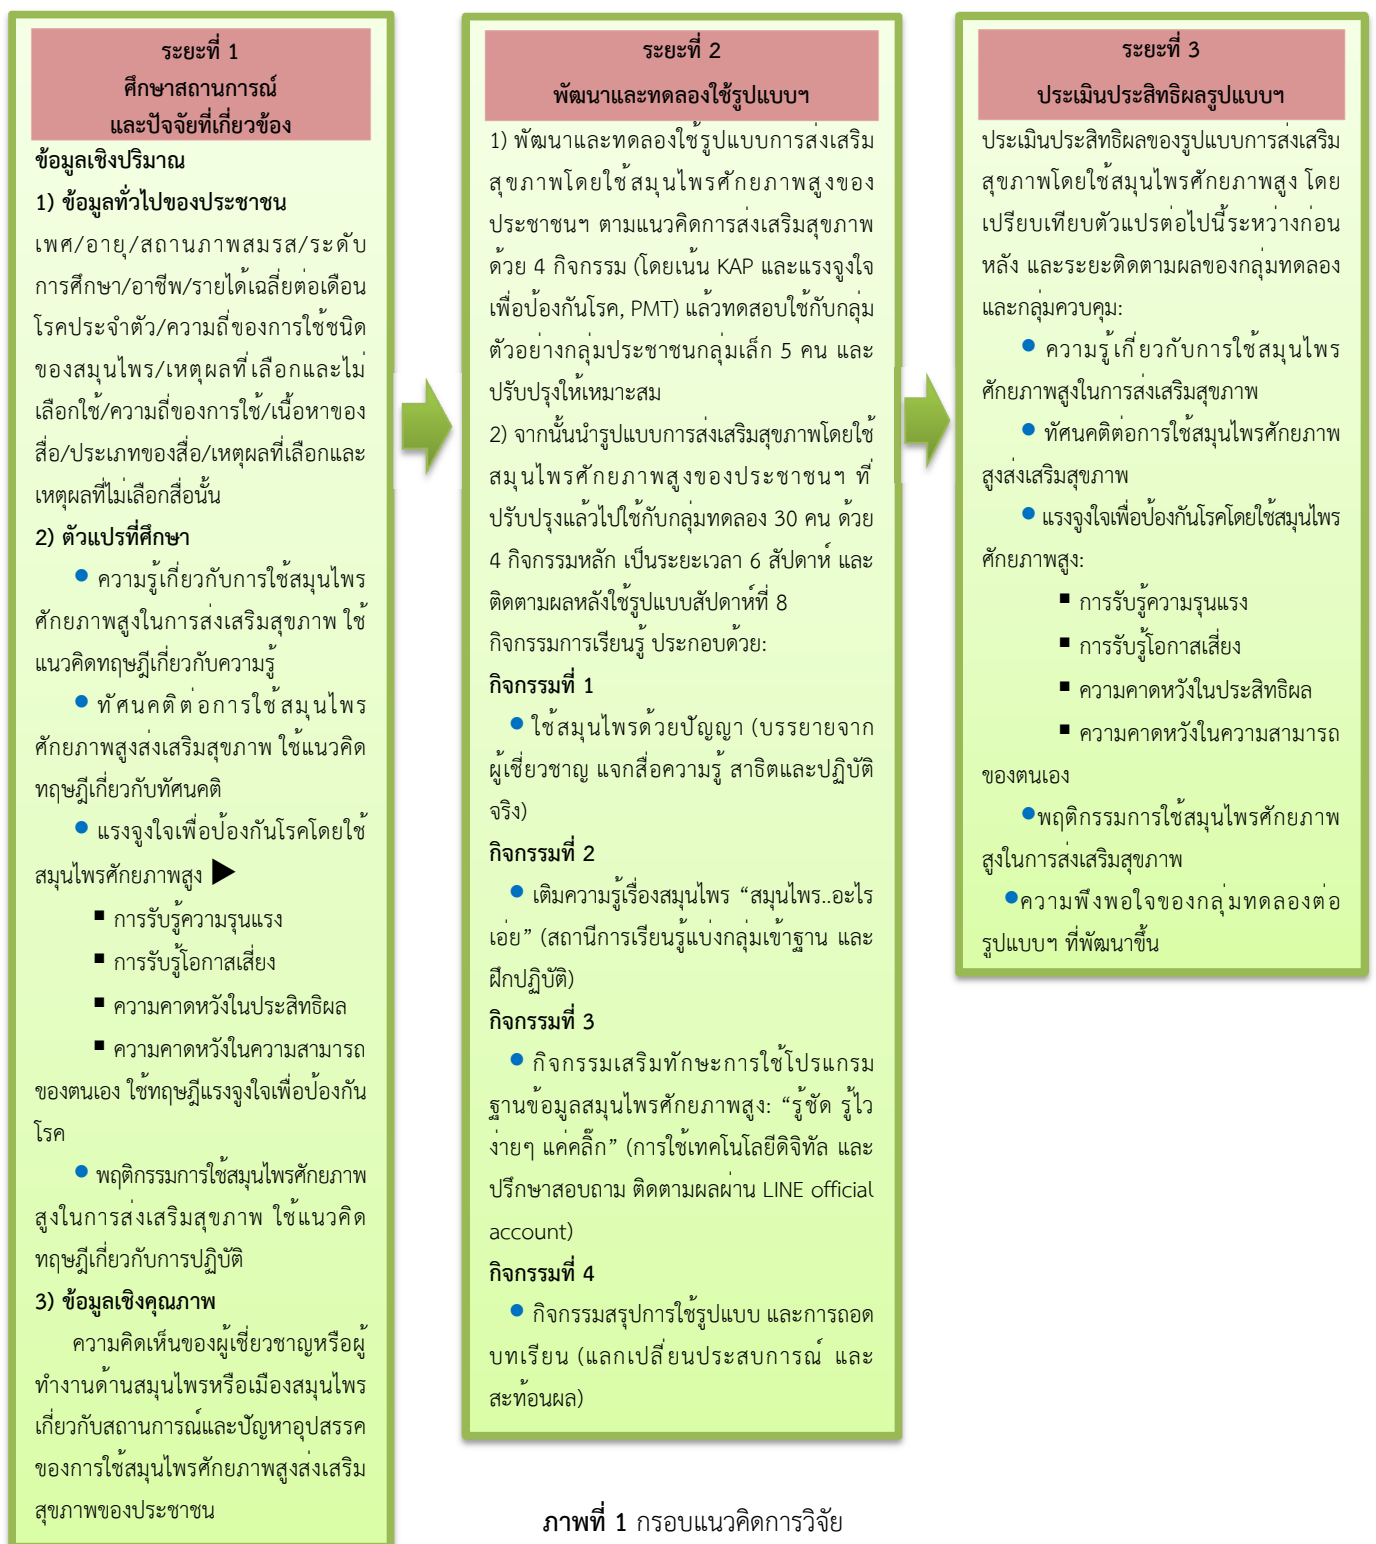 ระยะที่ 1
ศึกษาสถานการณ์
และปัจจัยที่เกี่ยวข้อง
ข้อมูลเชิงปริมาณ
1) ข้อมูลทั่วไปของประชาชน
เพศ/อายุ/สถานภาพสมรส/ระดับ
การศึกษา/อาชีพ/รายได้เฉลี่ยต่อเดือน
โรคประจำตัว/ความถี่ของการใช้ชนิด
ของสมุนไพร/เหตุผลที่เลือกและไม่
เลือกใช้/ความถี่ของการใช้/เนื้อหาของ
สื่อ/ประเภทของสื่อ/เหตุผลที่เลือกและ
เหตุผลที่ไม่เลือกสื่อนั้น
2) ตัวแปรที่ศึกษา
● ความรู้เกี่ยวกับการใช้สมุนไพร
ศักยภาพสูงในการส่งเสริมสุขภาพ ใช้
แนวคิดทฤษฎีเกี่ยวกับความรู้
● ทัศนคติต่อการใช้สมุนไพร
ศักยภาพสูงส่งเสริมสุขภาพ ใช้แนวคิด
ทฤษฎีเกี่ยวกับทัศนคติ
● แรงจูงใจเพื่อป้องกันโรคโดยใช้
สมุนไพรศักยภาพสูง ▶
▪ การรับรู้ความรุนแรง
▪ การรับรู้โอกาสเสี่ยง
▪ ความคาดหวังในประสิทธิผล
▪ ความคาดหวังในความสามารถ
ของตนเอง ใช้ทฤษฎีแรงจูงใจเพื่อป้องกัน
โรค
● พฤติกรรมการใช้สมุนไพรศักยภาพ
สูงในการส่งเสริมสุขภาพ ใช้แนวคิด
ทฤษฎีเกี่ยวกับการปฏิบัติ
3) ข้อมูลเชิงคุณภาพ
ความคิดเห็นของผู้เชี่ยวชาญหรือผู้
ทำงานด้านสมุนไพรหรือเมืองสมุนไพร
เกี่ยวกับสถานการณ์และปัญหาอุปสรรค
ของการใช้สมุนไพรศักยภาพสูงส่งเสริม
สุขภาพของประชาชน
ระยะที่ 2
พัฒนาและทดลองใช้รูปแบบฯ
1) พัฒนาและทดลองใช้รูปแบบการส่งเสริม
สุขภาพโดยใช้สมุนไพรศักยภาพสูงของ
ประชาชนฯ ตามแนวคิดการส่งเสริมสุขภาพ
ด้วย 4 กิจกรรม (โดยเน้น KAP และแรงจูงใจ
เพื่อป้องกันโรค, PMT) แล้วทดสอบใช้กับกลุ่ม
ตัวอย่างกลุ่มประชาชนกลุ่มเล็ก 5 คน และ
ปรับปรุงให้เหมาะสม
2) จากนั้นนำรูปแบบการส่งเสริมสุขภาพโดยใช้
สมุนไพรศักยภาพสูงของประชาชนฯ ที่
ปรับปรุงแล้วไปใช้กับกลุ่มทดลอง 30 คน ด้วย
4 กิจกรรมหลัก เป็นระยะเวลา 6 สัปดาห์ และ
ติดตามผลหลังใช้รูปแบบสัปดาห์ที่ 8
กิจกรรมการเรียนรู้ ประกอบด้วย:
กิจกรรมที่ 1
● ใช้สมุนไพรด้วยปัญญา (บรรยายจาก
ผู้เชี่ยวชาญ แจกสื่อความรู้ สาธิตและปฏิบัติ
จริง)
กิจกรรมที่ 2
● เติมความรู้เรื่องสมุนไพร “สมุนไพร..อะไร
เอ่ย” (สถานีการเรียนรู้แบ่งกลุ่มเข้าฐาน และ
ฝึกปฏิบัติ)
กิจกรรมที่ 3
● กิจกรรมเสริมทักษะการใช้โปรแกรม
ฐานข้อมูลสมุนไพรศักยภาพสูง: “รู้ชัด รู้ไว
ง่ายๆ แค่คลิ๊ก” (การใช้เทคโนโลยีดิจิทัล และ
ปรึกษาสอบถาม ติดตามผลผ่าน LINE official
account)
กิจกรรมที่ 4
● กิจกรรมสรุปการใช้รูปแบบ และการถอด
บทเรียน (แลกเปลี่ยนประสบการณ์ และ
สะท้อนผล)
ระยะที่ 3
ประเมินประสิทธิผลรูปแบบฯ
ประเมินประสิทธิผลของรูปแบบการส่งเสริม
สุขภาพโดยใช้สมุนไพรศักยภาพสูง โดย
เปรียบเทียบตัวแปรต่อไปนี้ระหว่างก่อน
หลัง และระยะติดตามผลของกลุ่มทดลอง
และกลุ่มควบคุม:
● ความรู้เกี่ยวกับการใช้สมุนไพร
ศักยภาพสูงในการส่งเสริมสุขภาพ
● ทัศนคติต่อการใช้สมุนไพรศักยภาพ
สูงส่งเสริมสุขภาพ
● แรงจูงใจเพื่อป้องกันโรคโดยใช้สมุนไพร
ศักยภาพสูง:
▪ การรับรู้ความรุนแรง
▪ การรับรู้โอกาสเสี่ยง
▪ ความคาดหวังในประสิทธิผล
▪ ความคาดหวังในความสามารถ
ของตนเอง
●พฤติกรรมการใช้สมุนไพรศักยภาพ
สูงในการส่งเสริมสุขภาพ
●ความพึงพอใจของกลุ่มทดลองต่อ
รูปแบบฯ ที่พัฒนาขึ้น
ภาพที่ 1 กรอบแนวคิดการวิจัย